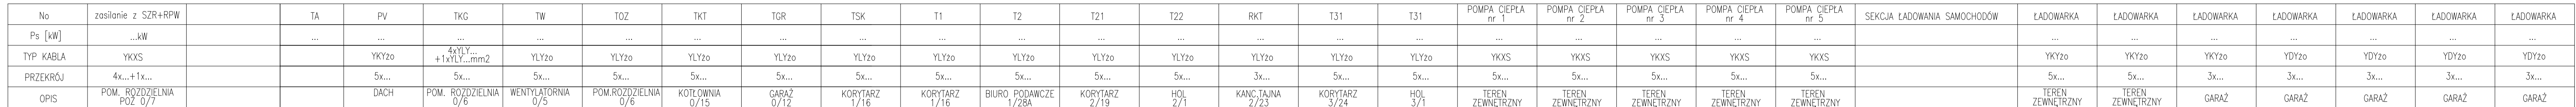 No zasilanie z SZR+RPW TA PV TKG TW TOZ TKT TGR TSK T1 T2 T21 T22 RKT T31 T31 POMPA CIEPŁA nr 1 POMPA CIEPŁA nr 2 POMPA CIEPŁA nr 3 POMPA CIEPŁA nr 4 POMPA CIEPŁA nr 5 SEKCJA ŁADOWANIA SAMOCHODÓW ŁADOWARKA ŁADOWARKA ŁADOWARKA ŁADOWARKA ŁADOWARKA ŁADOWARKA ŁADOWARKA
Ps [kW] ...kW ... ... ... ... ... ... ... ... ... ... ... ... ... ... ... ... ... ... ... ... ... ... ... ... ... ... ...
TYP KABLA YKXS YKYżo 4xYLY... +1xYLY...mm2 YLYżo YLYżo YLYżo YLYżo YLYżo YLYżo YLYżo YLYżo YLYżo YLYżo YLYżo YLYżo YKXS YKXS YKXS YKXS YKXS YKYżo YKYżo YKYżo YDYżo YDYżo YDYżo YDYżo
PRZEKRÓJ 4x...+1x... 5x... 5x... 5x... 5x... 5x... 5x... 5x... 5x... 5x... 5x... 5x... 3x... 5x... 5x... 5x... 5x... 5x... 5x... 5x... 5x... 5x... 3x... 3x... 3x... 3x... 3x...
OPIS POM. ROZDZIELNIA POŻ 0/7 DACH POM. ROZDZIELNIA 0/6 WENTYLATORNIA 0/5 POM.ROZDZIELNIA 0/6 KOTŁOWNIA 0/15 GARAŻ 0/12 KORYTARZ 1/16 KORYTARZ 1/16 BIURO PODAWCZE 1/28A KORYTARZ 2/19 HOL 2/1 KANC.TAJNA 2/23 KORYTARZ 3/24 HOL 3/1 TEREN ZEWNĘTRZNY TEREN ZEWNĘTRZNY TEREN ZEWNĘTRZNY TEREN ZEWNĘTRZNY TEREN ZEWNĘTRZNY TEREN ZEWNĘTRZNY TEREN ZEWNĘTRZNY GARAŻ GARAŻ GARAŻ GARAŻ GARAŻ